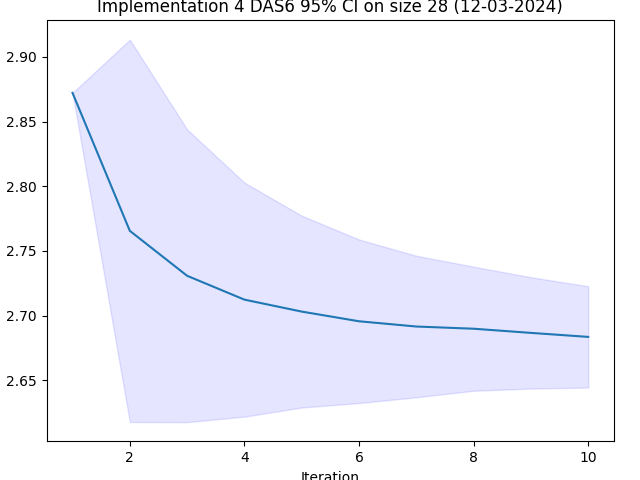 Implementation 4 DAS6 95% CI on size 28 (12-03-2024)
2.90
2.85
2.80
2.75
2.70
2.65
2 4 6 8 10
Iteration